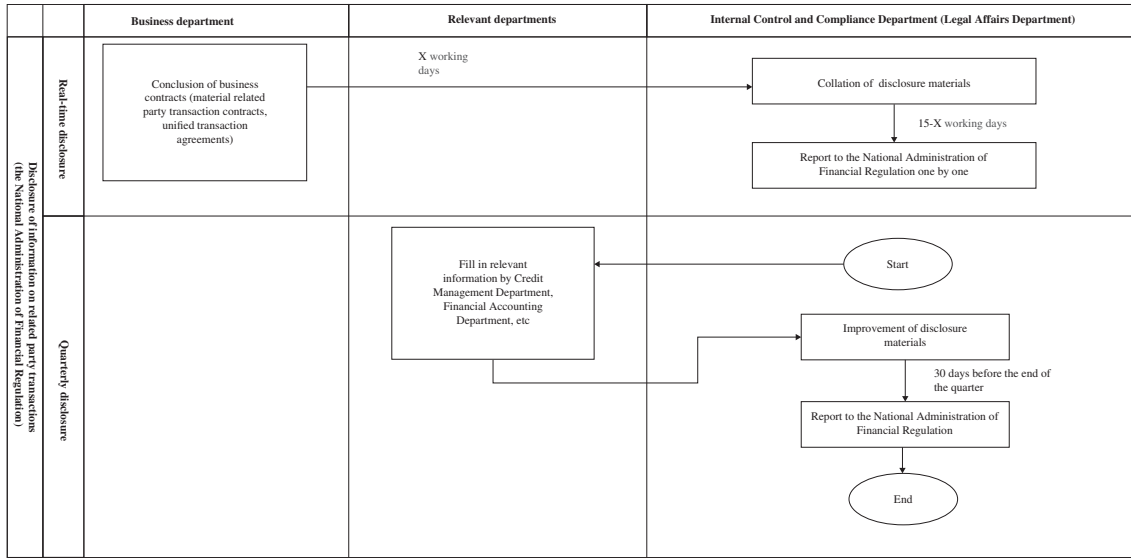 Business department
Relevant departments
Internal Control and Compliance Department (Legal Affairs Department)
Disclosure of information on related party transactions
(the National Administration of Financial Regulation)
Real-time disclosure
Conclusion of business
contracts (material related
party transaction contracts,
unified transaction
agreements)
X working
days
Collation of disclosure materials
15-X working days
Report to the National Administration of
Financial Regulation one by one
Quarterly disclosure
Fill in relevant
information by Credit
Management Department,
Financial Accounting
Department, etc
Start
Improvement of disclosure
materials
30 days before the end of
the quarter
Report to the National Administration of
Financial Regulation
End